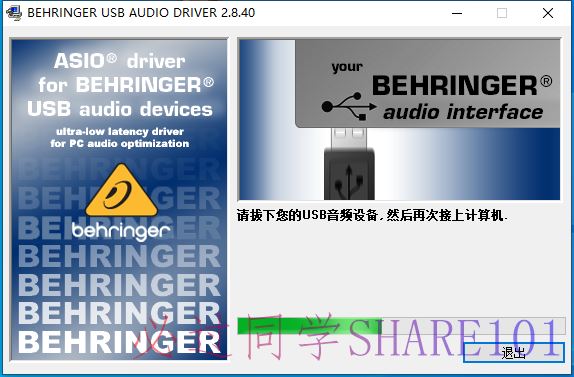 BEHRINGER USB AUDIO DRIVER 2.8.40
ASIO® driver
for BEHRINGER®
USB audio devices
ultra-low latency driver
for PC audio optimization
BEHRINGER
BEHRINGER
behringer
BEHRINGER
BEHRINGER
BEHRINGER
BEHRINGER
BEHRINGER
your
BEHRINGER®
audio interface
请拔下您的USB音频设备,然后再次接上计算机.
同学SHARE101
退出